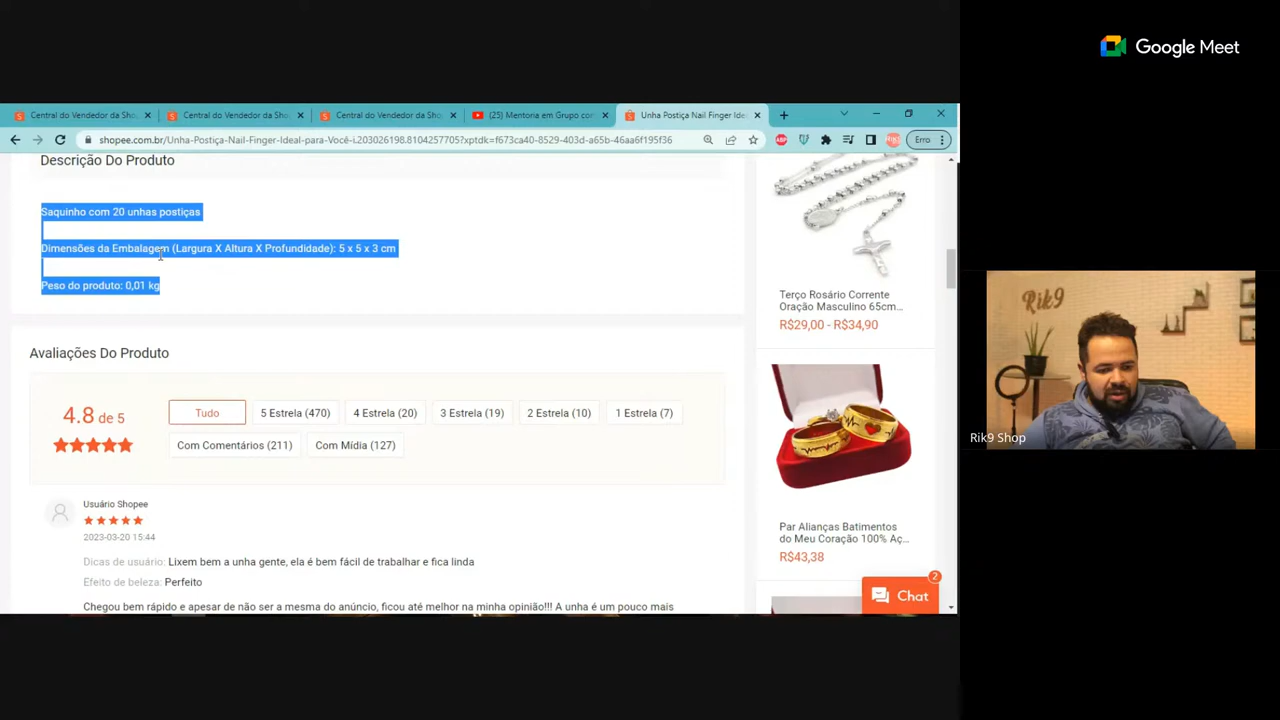 Google Meet
Central do Vendedor da Sho
Central do Vendedor da Sho
Central do Vendedor da Sho
(25) Mentoria em Grupo com
Unha Postiça Nail Finger Ide
shopee.com.br/Unha-Postiça-Nail-Finger-Ideal-para-Você-i.203026198.8104257705?xptdk=f673ca40-8529-403d-a65b-46aa6f195f36
Erro
Descrição Do Produto
Saquinho com 20 unhas postiças
Dimensões da Embalagem (Largura X Altura X Profundidade): 5 x 5 x 3 cm
Peso do produto: 0,01 kg
Avaliações Do Produto
4.8 de 5
Tudo
5 Estrela (470)
4 Estrela (20)
3 Estrela (19)
2 Estrela (10)
1 Estrela (7)
Com Comentários (211)
Com Mídia (127)
Usuário Shopee
2023-03-20 15:44
Dicas de usuário: Lixem bem a unha gente, ela é bem fácil de trabalhar e fica linda
Efeito de beleza: Perfeito
Chegou bem rápido e apesar de não ser a mesma do anúncio, ficou até melhor na minha opinião!!! A unha é um pouco mais
Terço Rosário Corrente
Oração Masculino 65cm...
R$29,00 - R$34,90
Par Alianças Batimentos
do Meu Coração 100% Aç...
R$43,38
2
Chat
Rik9
Rik9 Shop